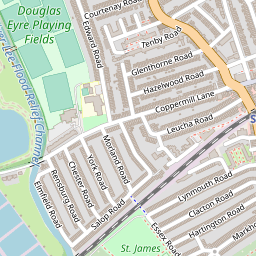 Courtenay Road
Douglas
Eyre Playing
Fields
Edward Road
Tenby Road
Glenthorne Road
Hazelwood Road
Coppermill Lane
Leucha Road
Lee Flood Relief Channel
Morland Road
York Road
Chester Road
Rensburg Road
Elmfield Road
Salop Road
Lynmouth Road
Clacton Road
Hartington Road
Essex Road
St. James